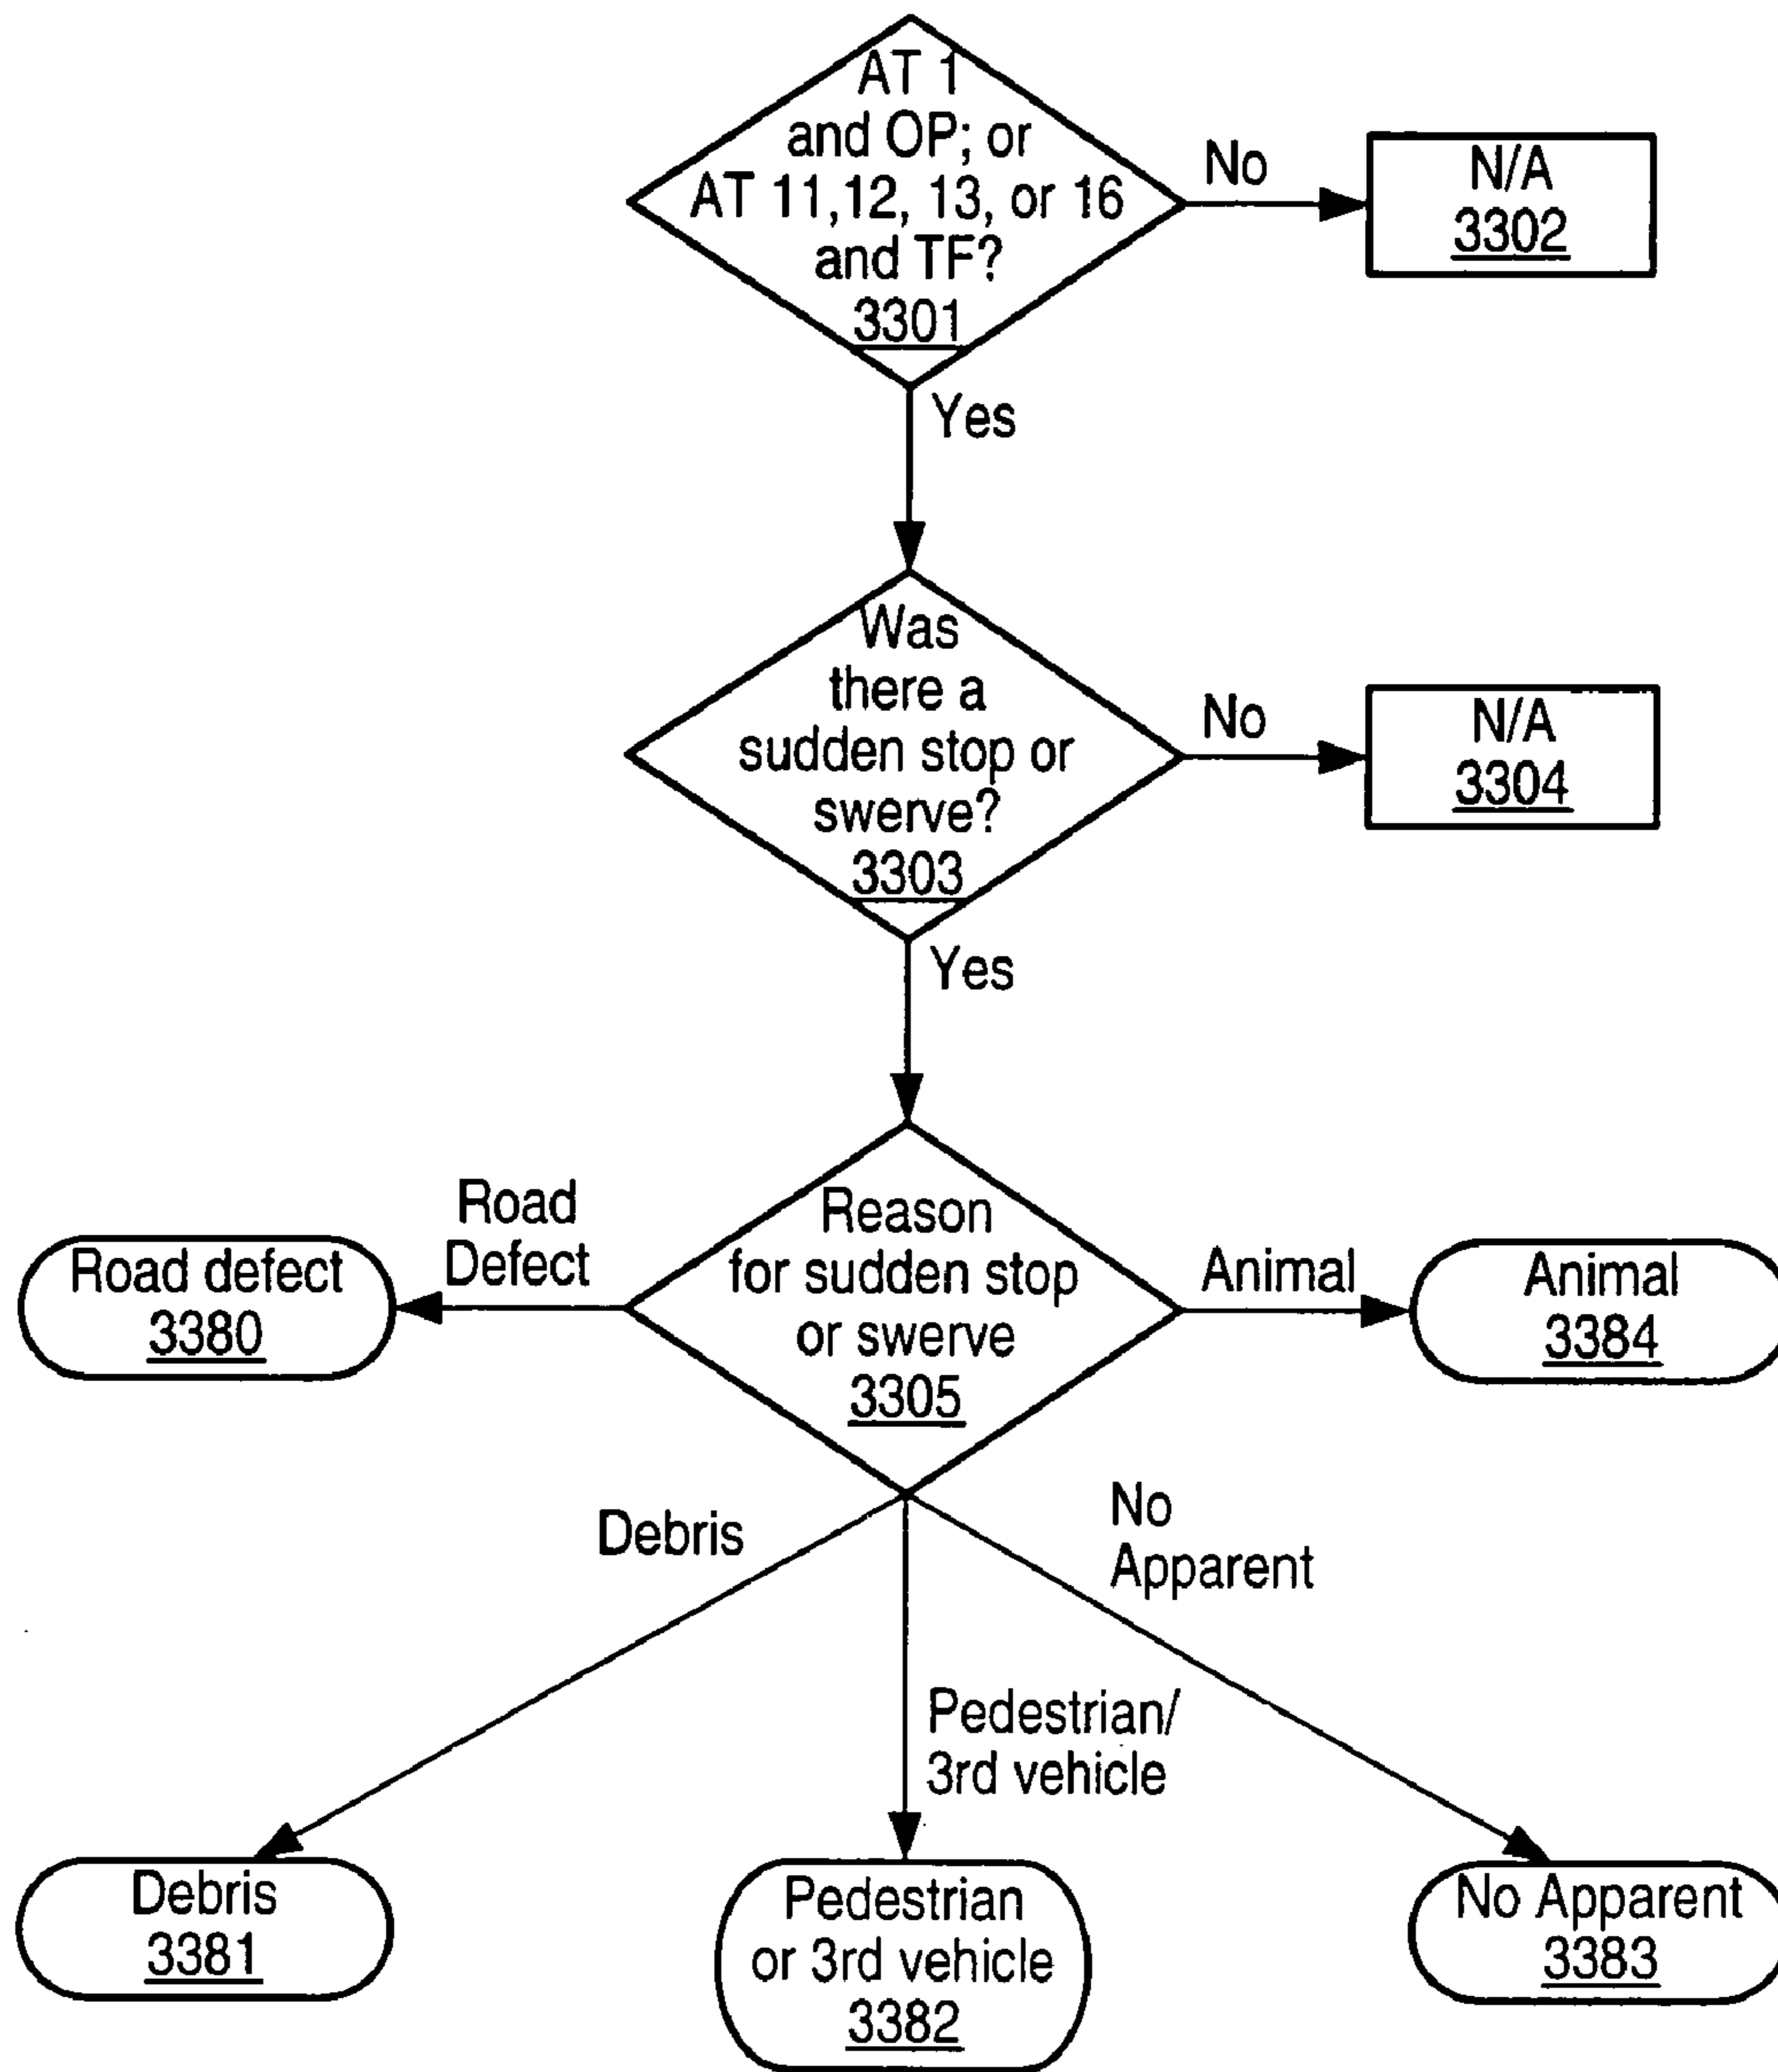 AT 1
and OP; or
AT 11,12, 13, or 16
and TF?
3301
No
N/A
3302
Yes
Was
there a
sudden stop or
swerve?
3303
No
N/A
3304
Yes
Reason
for sudden stop
or swerve
3305
Road
Defect
Road defect
3380
Animal
Animal
3384
Debris
No
Apparent
Pedestrian/
3rd vehicle
Debris
3381
Pedestrian
or 3rd vehicle
3382
No Apparent
3383